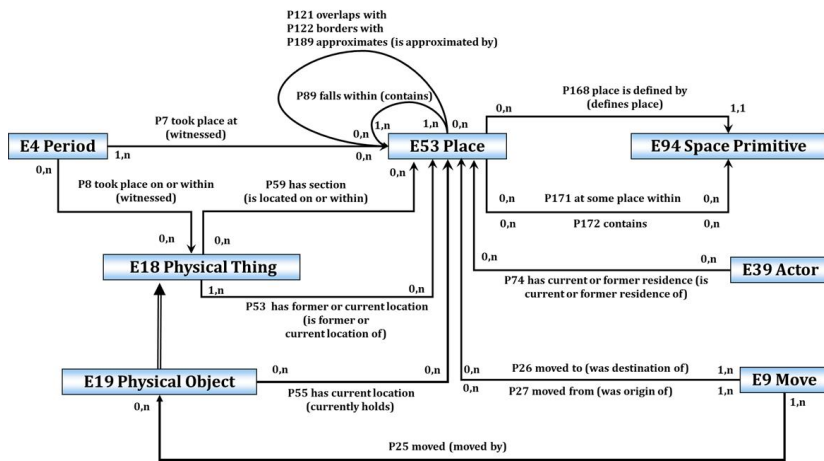 P121 overlaps with
P122 borders with
P189 approximates (is approximated by)
P89 falls within (contains)
0,n
P168 place is defined by
(defines place)
1,1
P7 took place at
(witnessed)
1,n
1,n
0,n
0,n
E4 Period
1,n
0,n
E53 Place
E94 Space Primitive
0,n
P8 took place on or within
(witnessed)
P59 has section
(is located on or within)
0,n
0,n
P171 at some place within
0,n
0,n
P172 contains
0,n
0,n
0,n
E18 Physical Thing
0,n
0,n
E39 Actor
1,n
0,n
P74 has current or former residence (is
current or former residence of)
P53 has former or current location
(is former or
current location of)
E19 Physical Object
0,n
0,n
P55 has current location
(currently holds)
0,n
P26 moved to (was destination of)
1,n
0,n
P27 moved from (was origin of)
1,n
E9 Move
0,n
1,n
P25 moved (moved by)